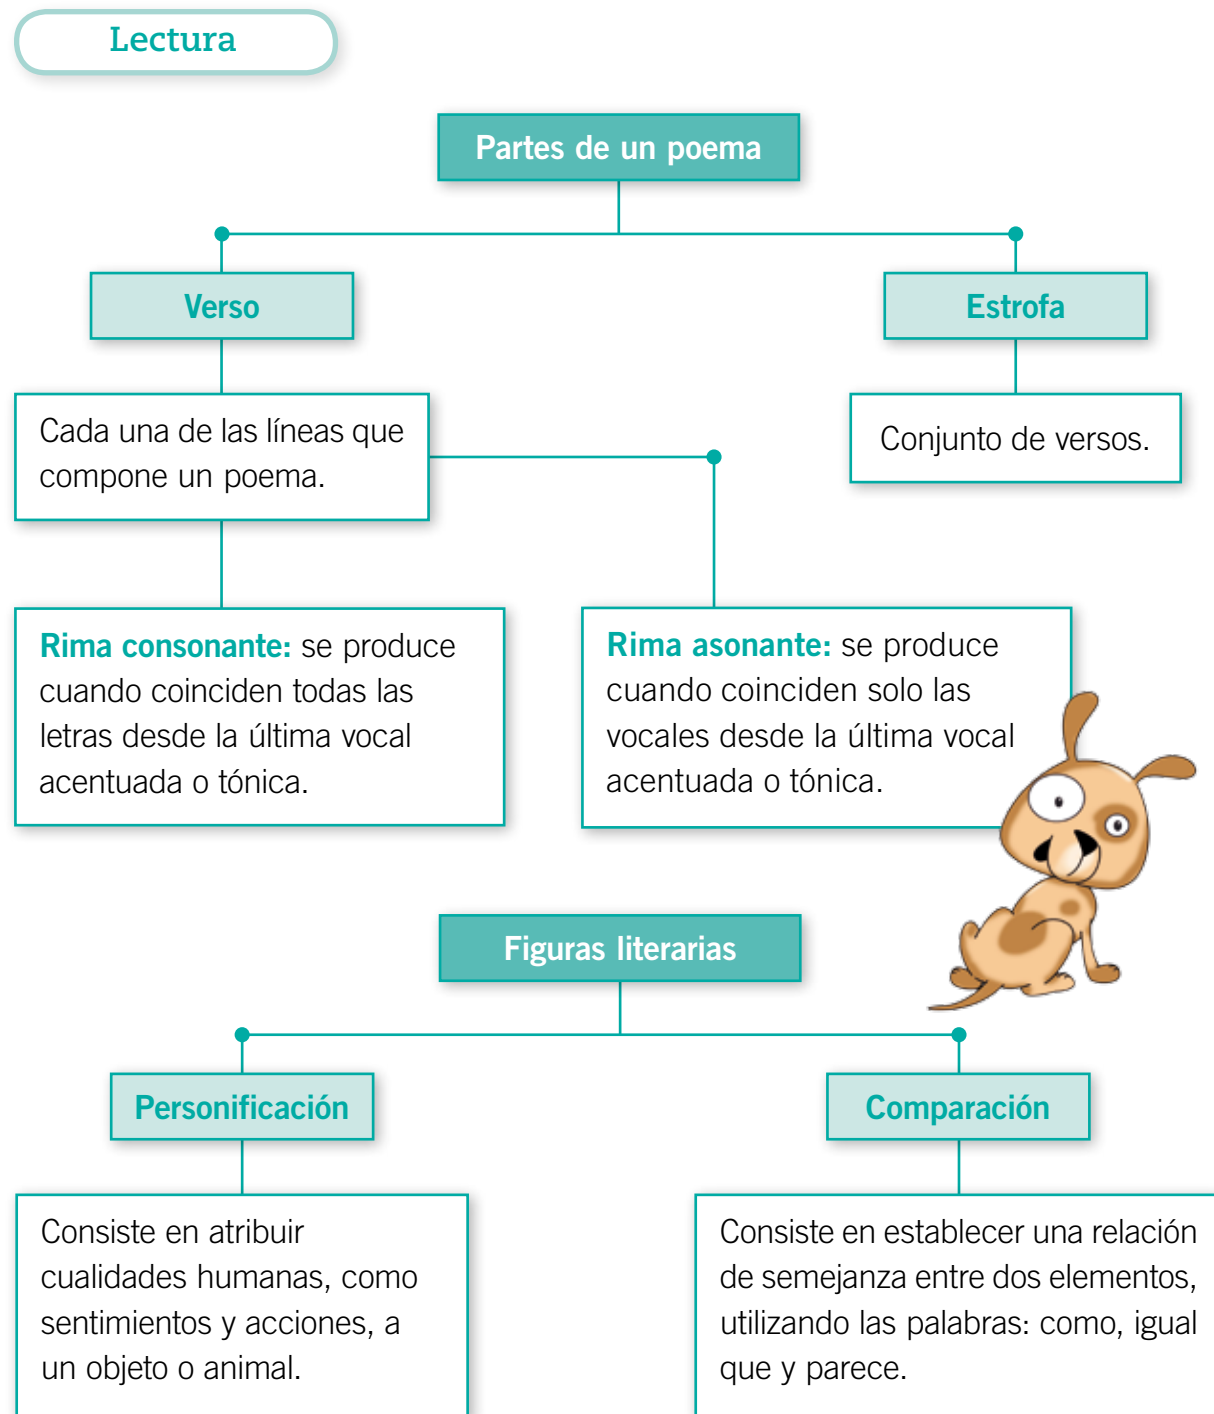 Lectura
Partes de un poema
Verso
Estrofa
Cada una de las líneas que
compone un poema.
Conjunto de versos.
Rima consonante: se produce
cuando coinciden todas las
letras desde la última vocal
acentuada o tónica.
Rima asonante: se produce
cuando coinciden solo las
vocales desde la última vocal
acentuada o tónica.
Figuras literarias
Personificación
Comparación
Consiste en atribuir
cualidades humanas, como
sentimientos y acciones, a
un objeto o animal.
Consiste en establecer una relación
de semejanza entre dos elementos,
utilizando las palabras: como, igual
que y parece.